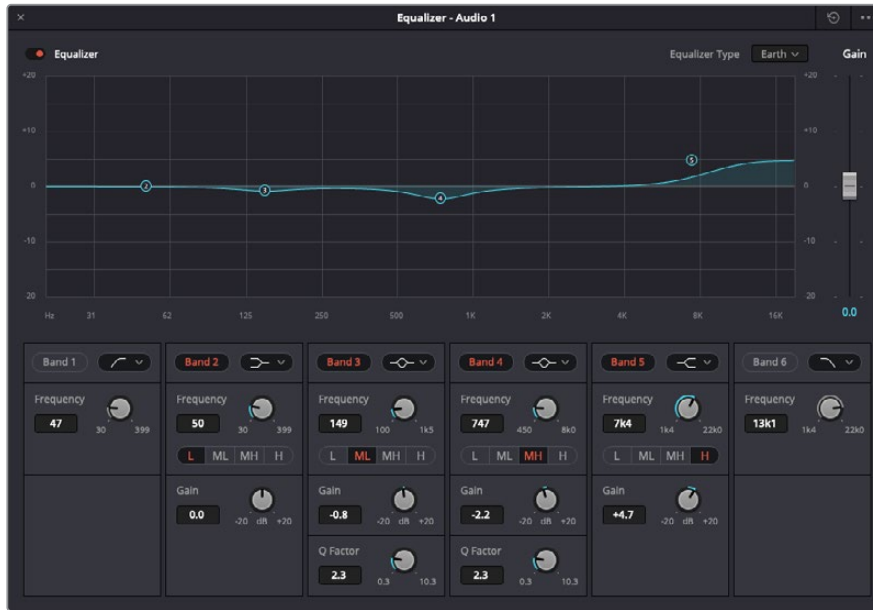 Equalizer - Audio 1
Equalizer
Equalizer Type Earth Gain
+20 +20
+10 +10
0 0
-10 -10
20 20
Hz 31 62 125 250 500 1K 2K 4K 8K 16K
0.0
2 3 4 5
Band 1 Band 2 Band 3 Band 4 Band 5 Band 6
Frequency Frequency Frequency Frequency Frequency Frequency
47 30 399 50 30 399 149 100 1k5 747 450 8k0 7k4 1k4 22k0 13k1 1k4 22k0
L ML MH H L ML MH H L ML MH H L ML MH H
Gain Gain Gain Gain
0.0 -20 dB +20 -0.8 -20 dB +20 -2.2 -20 dB +20 +4.7 -20 dB +20
Q Factor Q Factor
2.3 0.3 10.3 2.3 0.3 10.3